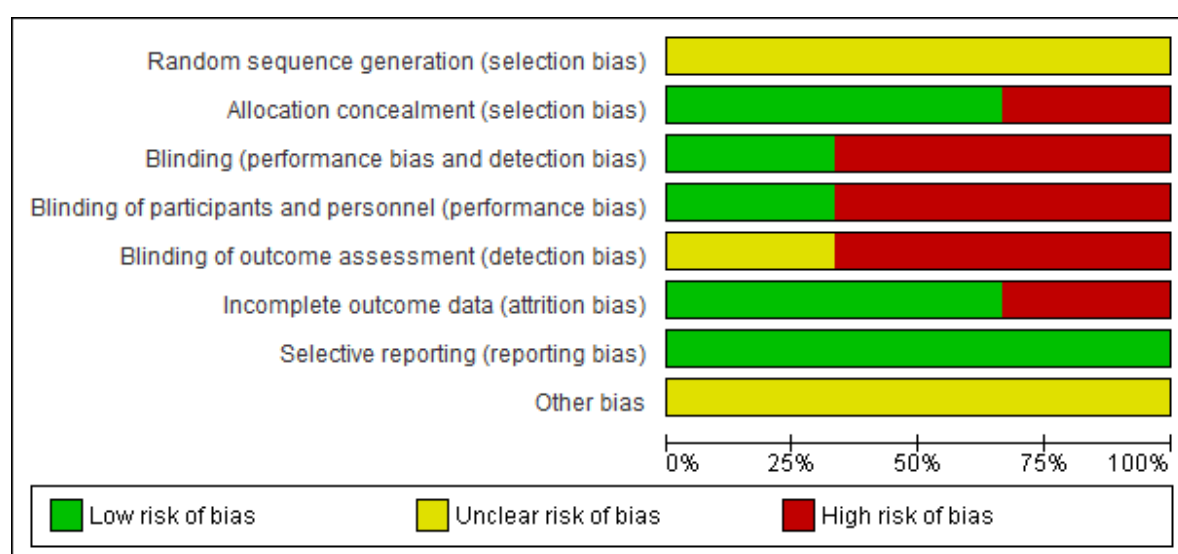 Random sequence generation (selection bias)
Allocation concealment (selection bias)
Blinding (performance bias and detection bias)
Blinding of participants and personnel (performance bias)
Blinding of outcome assessment (detection bias)
Incomplete outcome data (attrition bias)
Selective reporting (reporting bias)
Other bias
0% 25% 50% 75% 100%
Low risk of bias Unclear risk of bias High risk of bias